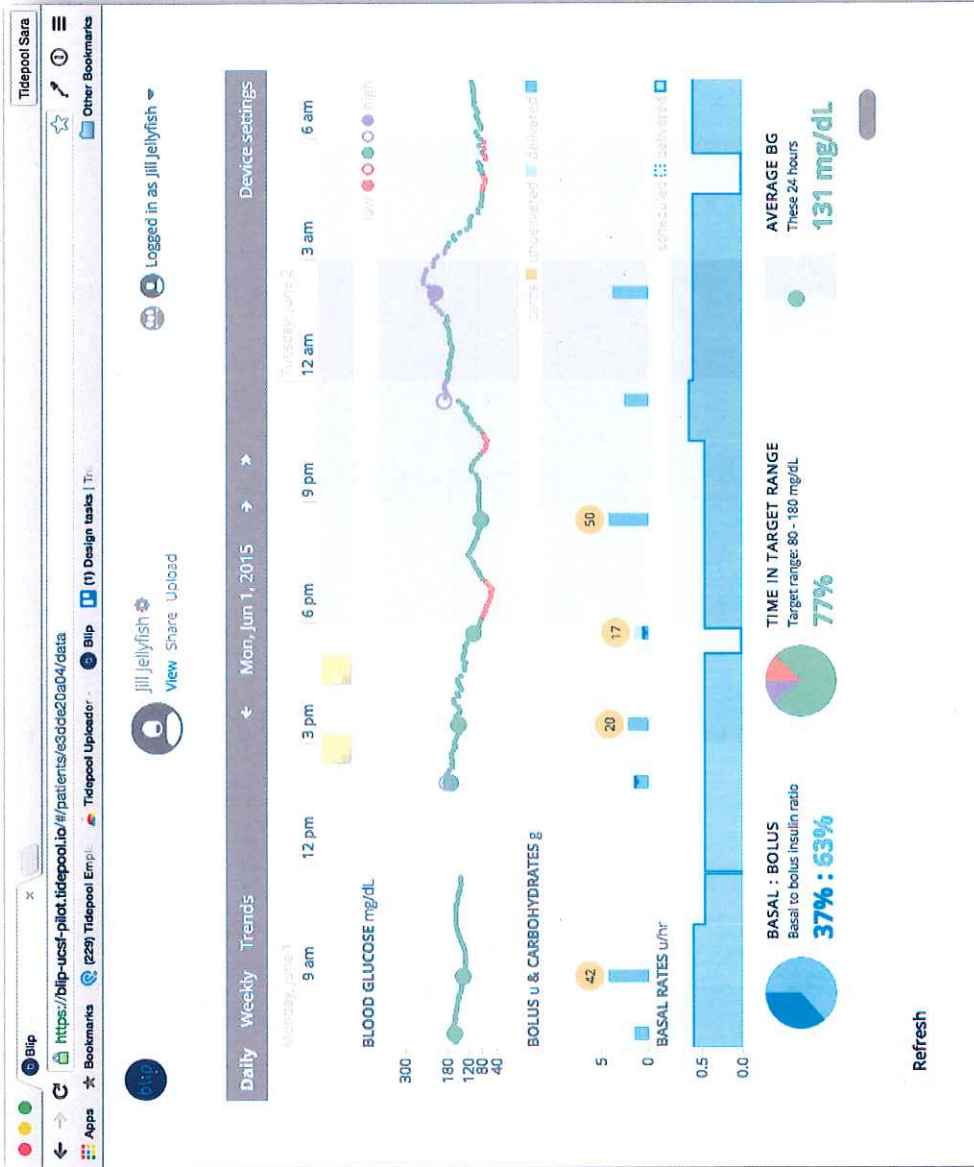 Blip ×
Tidepool Sara
https://blip-ucsf-pilot.tidepool.io/#/patients/e3dde20a04/data
Apps ★ Bookmarks (229) Tidepool Empl Tidepool Uploader - Blip (1) Design tasks | Tr
Other Bookmarks
blip
Jill Jellyfish
View Share Upload
Logged in as Jill Jellyfish
Daily Weekly Trends ← Mon, Jun 1, 2015 → » Device settings
Monday, June 1
Tuesday, June 2
9 am 12 pm 3 pm 6 pm 9 pm 12 am 3 am 6 am
BLOOD GLUCOSE mg/dL
low high
300
180
120
80
40
BOLUS u & CARBOHYDRATES g
carbs undelivered delivered
5
0
42 20 17 50
BASAL RATES u/hr
scheduled delivered
0.5
0.0
BASAL : BOLUS
Basal to bolus insulin ratio
37% : 63%
TIME IN TARGET RANGE
Target range: 80 - 180 mg/dL
77%
AVERAGE BG
These 24 hours
131 mg/dL
Refresh